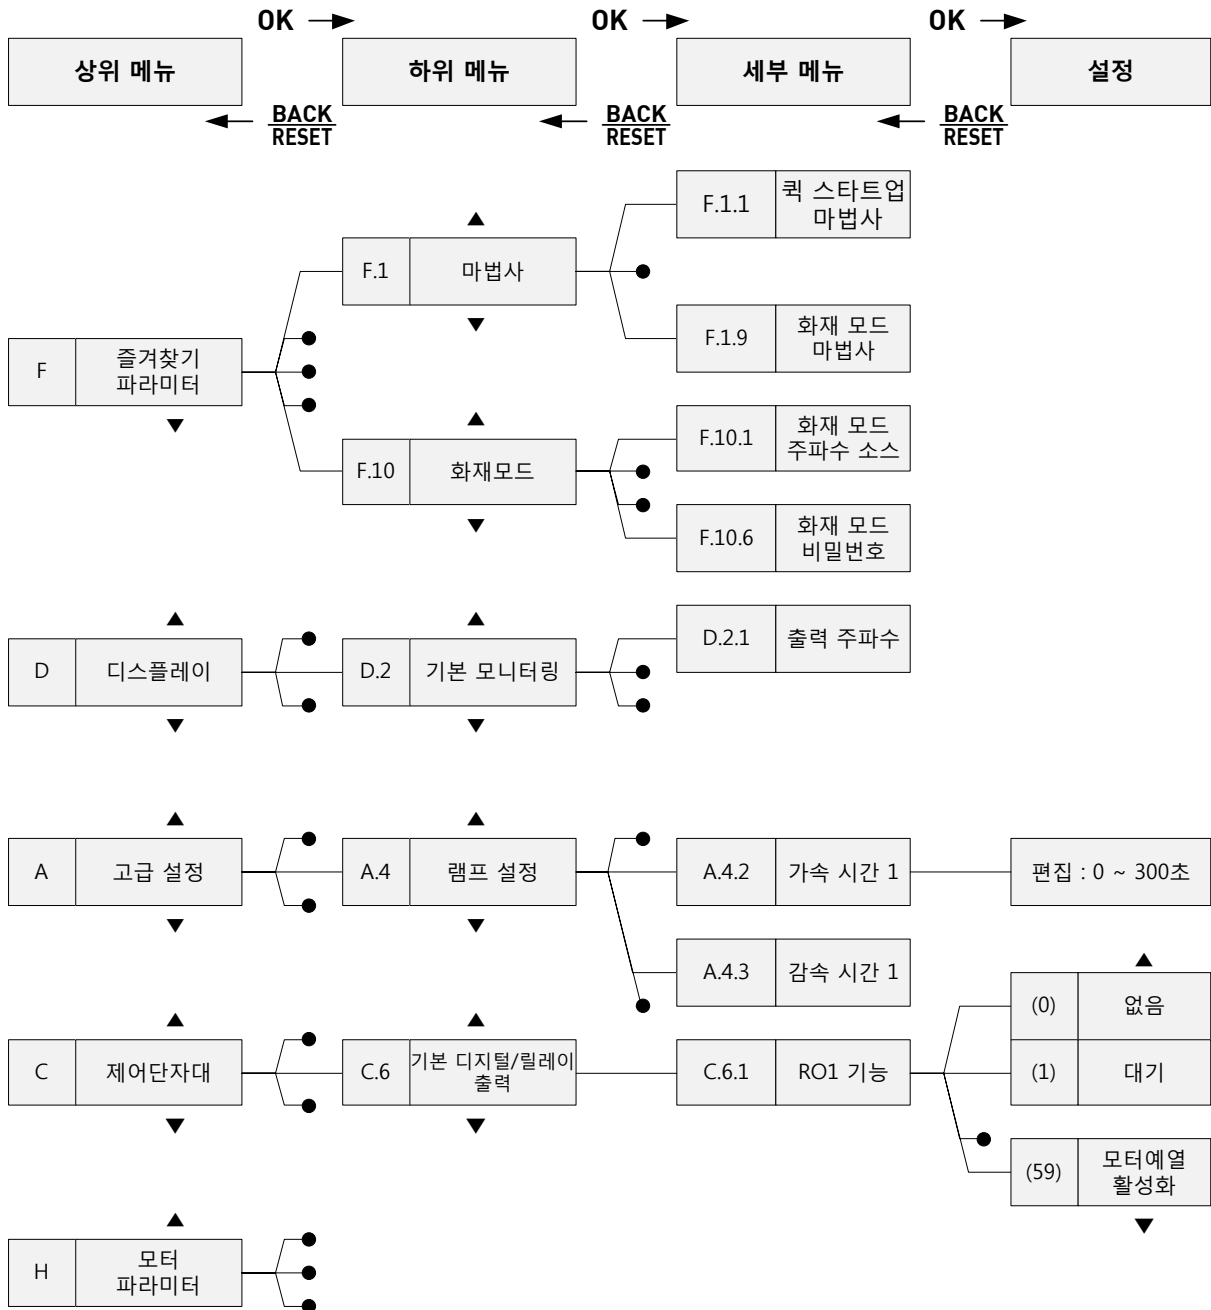 OK
OK
OK
상위 메뉴
하위 메뉴
세부 메뉴
설정
BACK
RESET
BACK
RESET
BACK
RESET
F.1.1
퀵 스타트업
마법사
F.1
마법사
F.1.9
화재 모드
마법사
F
즐겨찾기
파라미터
F.10.1
화재 모드
주파수 소스
F.10
화재모드
F.10.6
화재 모드
비밀번호
D
디스플레이
D.2
기본 모니터링
D.2.1
출력 주파수
A
고급 설정
A.4
램프 설정
A.4.2
가속 시간 1
편집 : 0 ~ 300초
A.4.3
감속 시간 1
(0)
없음
C
제어단자대
C.6
기본 디지털/릴레이
출력
C.6.1
RO1 기능
(1)
대기
(59)
모터예열
활성화
H
모터
파라미터